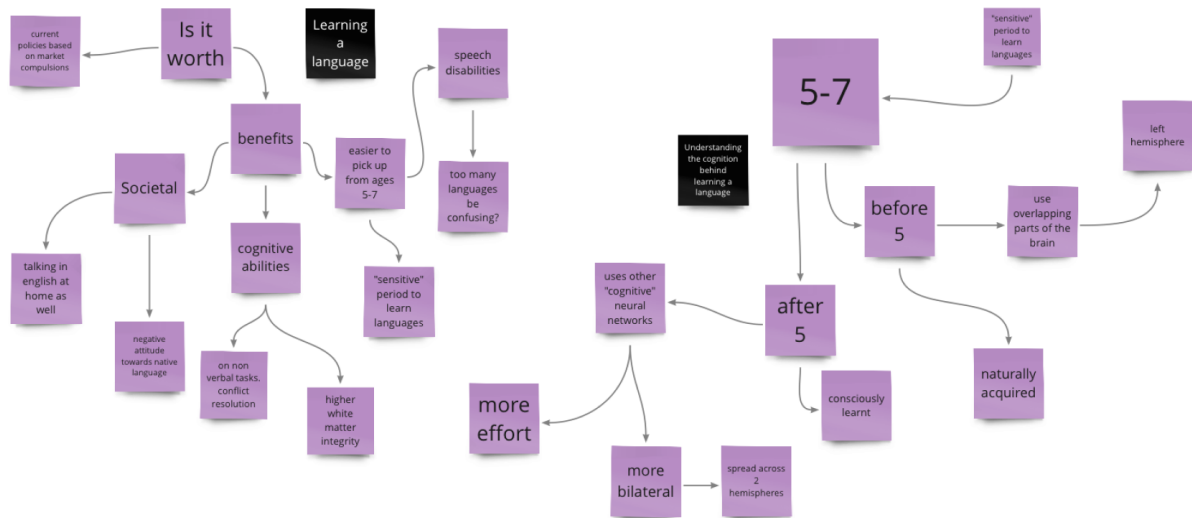 current
policies based
on market
compulsions
Is it
worth
Learning
a
language
speech
disabilities
benefits
easier to
pick up
from ages
5-7
too many
languages
be
confusing?
Societal
cognitive
abilities
talking in
english at
home as
well
"sensitive"
period to
learn
languages
negative
attitude
towards native
language
on non
verbal tasks.
conflict
resolution
higher
white
matter
integrity
"sensitive"
period to
learn
languages
5-7
Understanding
the cognition
behind
learning a
language
left
hemisphere
before
5
use
overlapping
parts of the
brain
uses other
"cognitive"
neural
networks
after
5
naturally
acquired
consciously
learnt
more
effort
more
bilateral
spread across
2
hemispheres